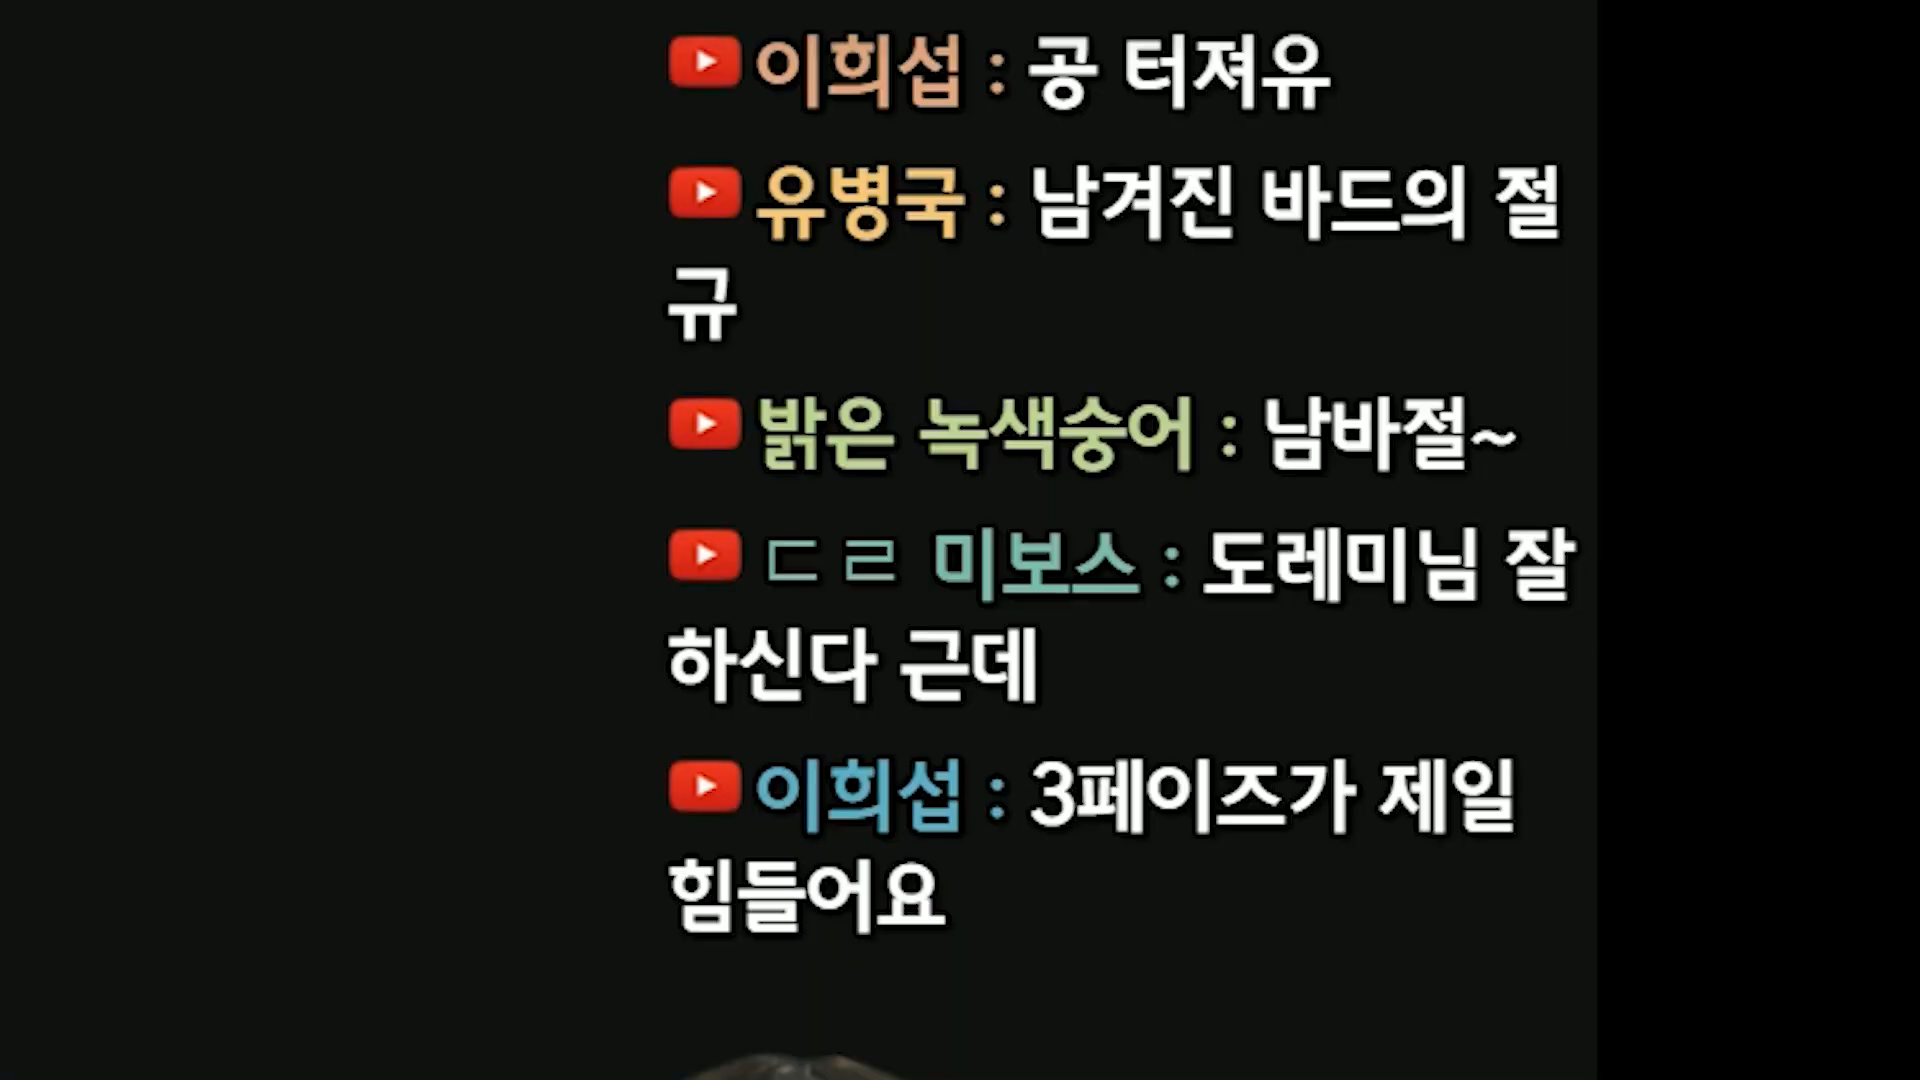 이희섭 : 공 터져유
유병국 : 남겨진 바드의 절
규
밝은 녹색숭어 : 남바절~
ㄷㄹ 미보스 : 도레미님 잘
하신다 근데
이희섭 : 3페이즈가 제일
힘들어요